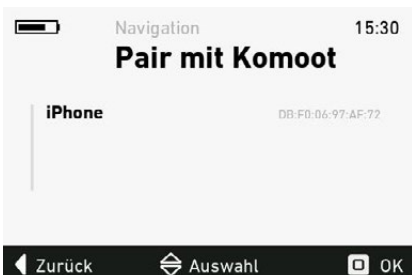 Navigation 15:30
Pair mit Komoot
iPhone DB:F0:06:97:AF:72
Zurück Auswahl OK